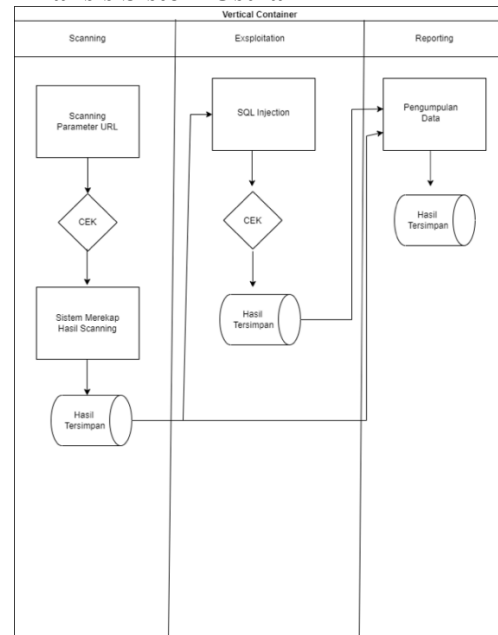 Vertical Container
Scanning
Exsploitation
Reporting
Scanning
Parameter URL
SQL Injection
Pengumpulan
Data
CEK
CEK
Hasil
Tersimpan
Sistem Merekap
Hasil Scanning
Hasil
Tersimpan
Hasil
Tersimpan